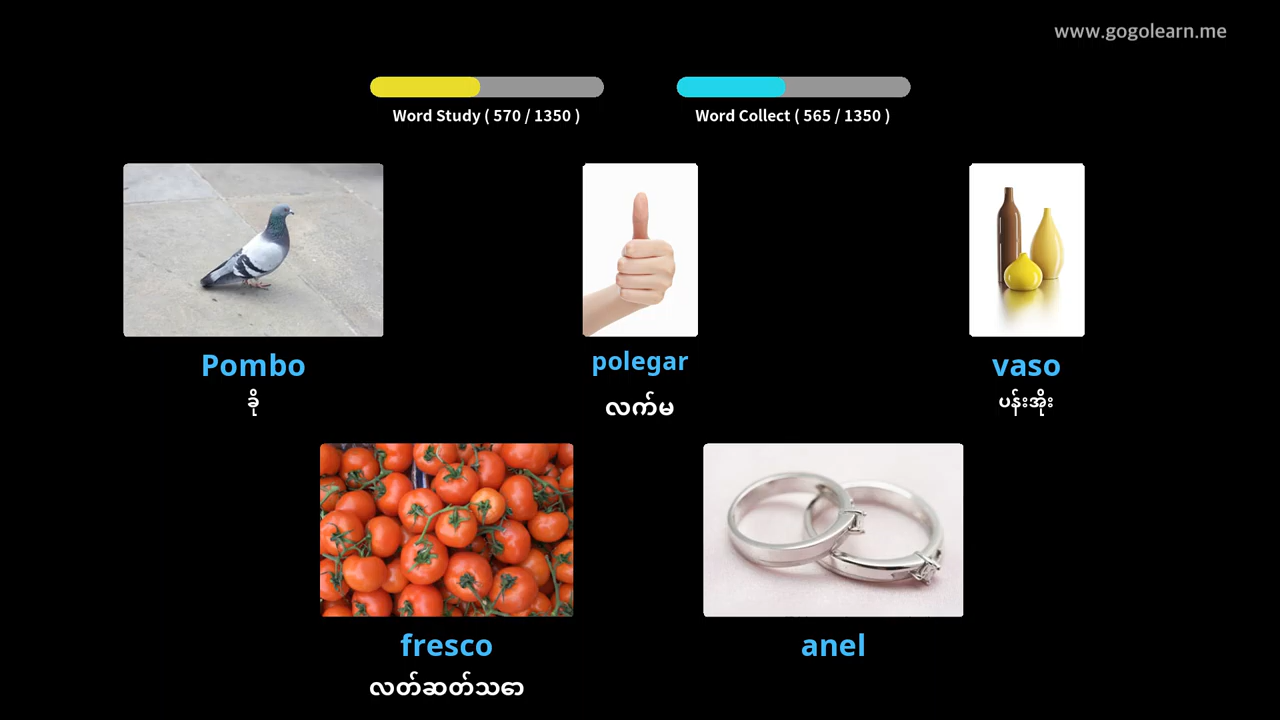 www.gogolearn.me
Word Study ( 570 / 1350 )
Word Collect ( 565 / 1350 )
Pombo
ခို
polegar
လက်မ
vaso
ပန်းအိုး
fresco
လတ်ဆတ်သော
anel